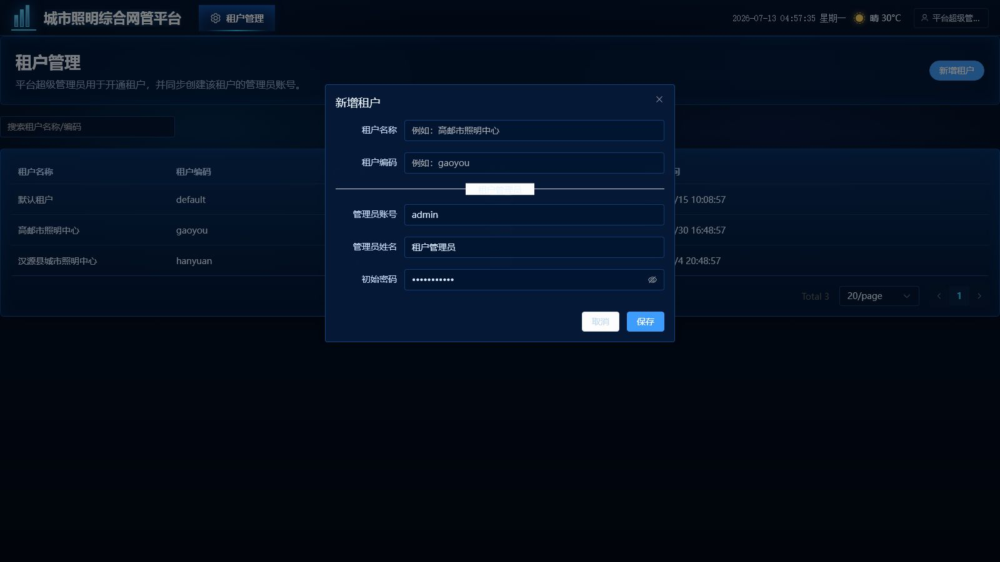 城市照明综合网管平台
租户管理
2026-07-13 04:57:35 星期一
晴 30°C
平台超级管...
租户管理
平台超级管理员用于开通租户，并同步创建该租户的管理员账号。
新增租户
搜索租户名称/编码
租户名称 租户编码 间
默认租户 default /15 10:08:57
高邮市照明中心 gaoyou /30 16:48:57
汉源县城市照明中心 hanyuan /4 20:48:57
Total 3 20/page 1
新增租户
租户名称 例如：高邮市照明中心
租户编码 例如：gaoyou
租户管理员
管理员账号 admin
管理员姓名 租户管理员
初始密码 •••••••••••
取消 保存